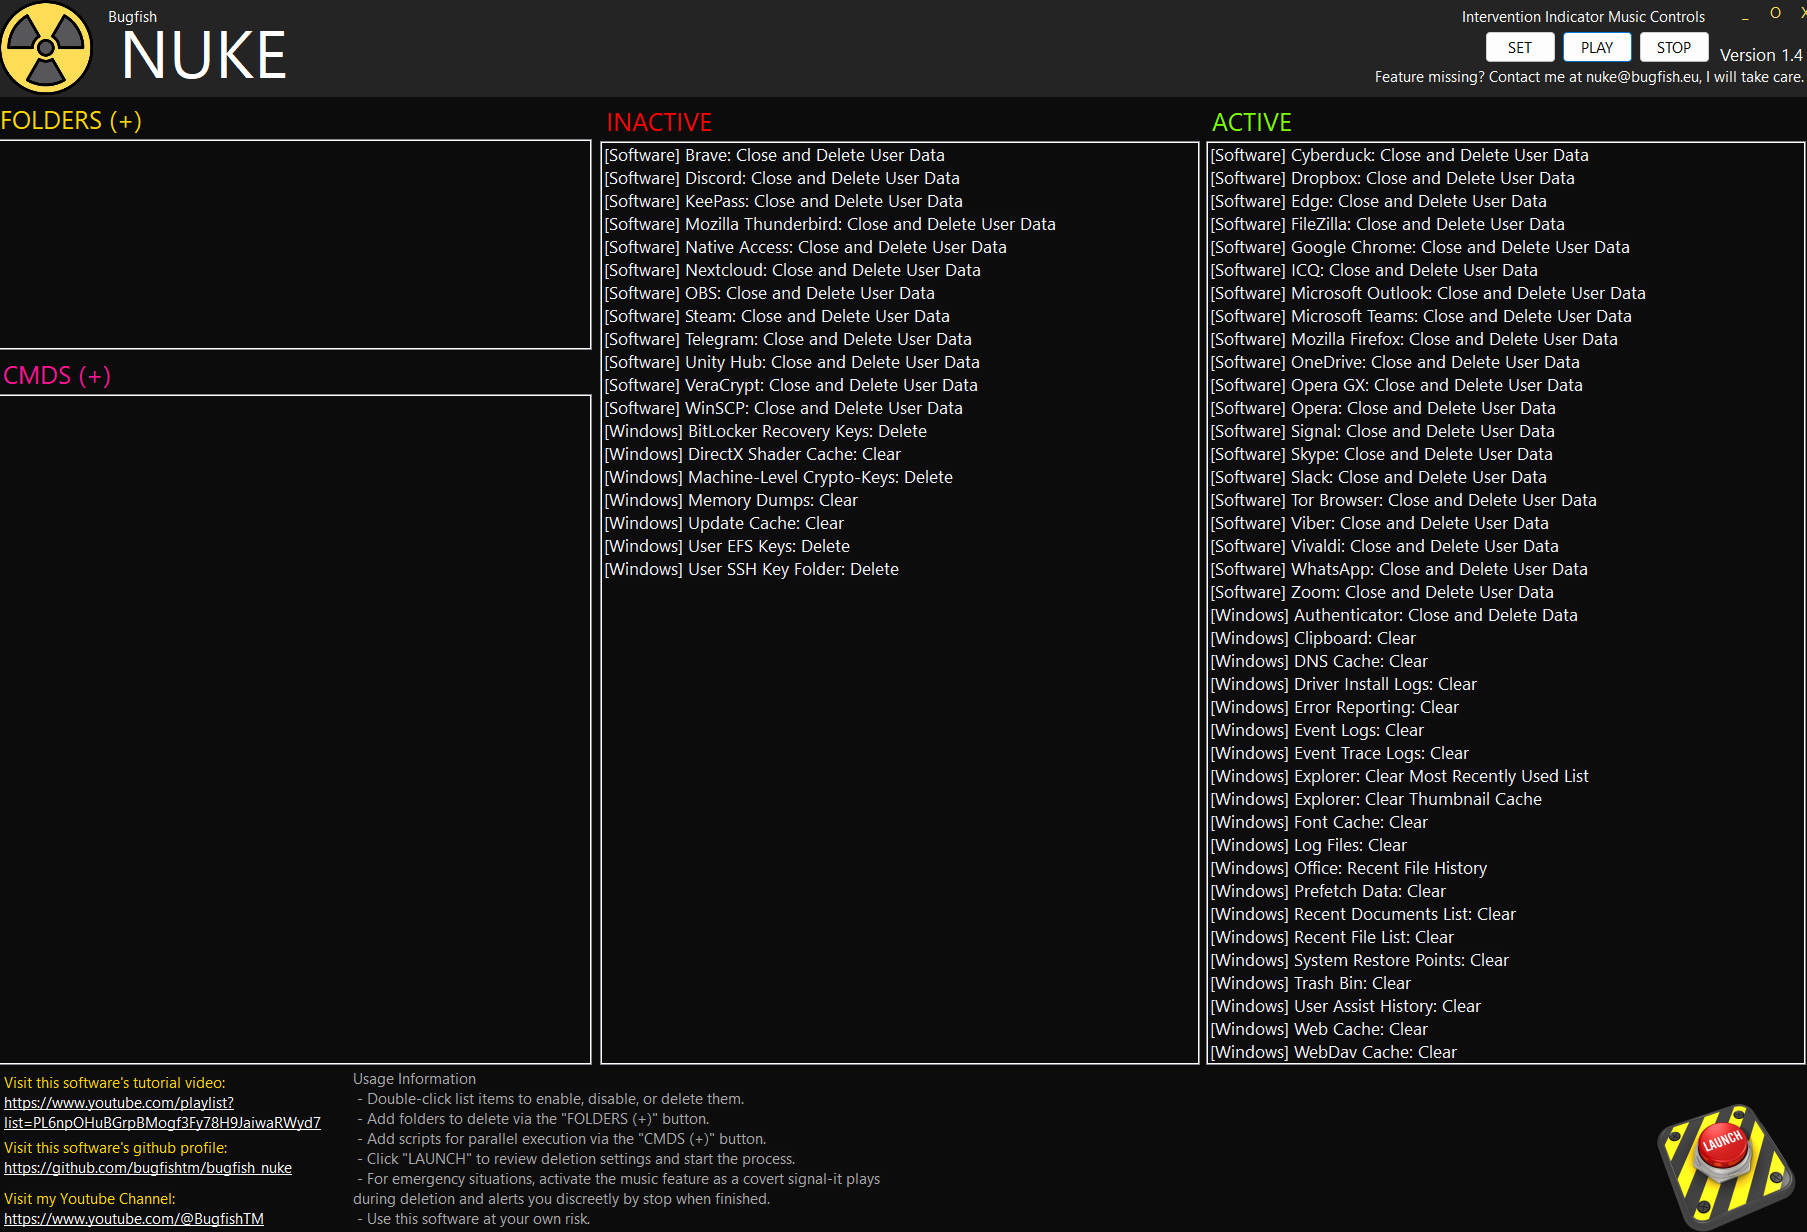 Bugfish
NUKE
Intervention Indicator Music Controls
_ O X
SET PLAY STOP
Version 1.4
Feature missing? Contact me at nuke@bugfish.eu, I will take care.
FOLDERS (+)
CMDS (+)
INACTIVE
[Software] Brave: Close and Delete User Data
[Software] Discord: Close and Delete User Data
[Software] KeePass: Close and Delete User Data
[Software] Mozilla Thunderbird: Close and Delete User Data
[Software] Native Access: Close and Delete User Data
[Software] Nextcloud: Close and Delete User Data
[Software] OBS: Close and Delete User Data
[Software] Steam: Close and Delete User Data
[Software] Telegram: Close and Delete User Data
[Software] Unity Hub: Close and Delete User Data
[Software] VeraCrypt: Close and Delete User Data
[Software] WinSCP: Close and Delete User Data
[Windows] BitLocker Recovery Keys: Delete
[Windows] DirectX Shader Cache: Clear
[Windows] Machine-Level Crypto-Keys: Delete
[Windows] Memory Dumps: Clear
[Windows] Update Cache: Clear
[Windows] User EFS Keys: Delete
[Windows] User SSH Key Folder: Delete
ACTIVE
[Software] Cyberduck: Close and Delete User Data
[Software] Dropbox: Close and Delete User Data
[Software] Edge: Close and Delete User Data
[Software] FileZilla: Close and Delete User Data
[Software] Google Chrome: Close and Delete User Data
[Software] ICQ: Close and Delete User Data
[Software] Microsoft Outlook: Close and Delete User Data
[Software] Microsoft Teams: Close and Delete User Data
[Software] Mozilla Firefox: Close and Delete User Data
[Software] OneDrive: Close and Delete User Data
[Software] Opera GX: Close and Delete User Data
[Software] Opera: Close and Delete User Data
[Software] Signal: Close and Delete User Data
[Software] Skype: Close and Delete User Data
[Software] Slack: Close and Delete User Data
[Software] Tor Browser: Close and Delete User Data
[Software] Viber: Close and Delete User Data
[Software] Vivaldi: Close and Delete User Data
[Software] WhatsApp: Close and Delete User Data
[Software] Zoom: Close and Delete User Data
[Windows] Authenticator: Close and Delete Data
[Windows] Clipboard: Clear
[Windows] DNS Cache: Clear
[Windows] Driver Install Logs: Clear
[Windows] Error Reporting: Clear
[Windows] Event Logs: Clear
[Windows] Event Trace Logs: Clear
[Windows] Explorer: Clear Most Recently Used List
[Windows] Explorer: Clear Thumbnail Cache
[Windows] Font Cache: Clear
[Windows] Log Files: Clear
[Windows] Office: Recent File History
[Windows] Prefetch Data: Clear
[Windows] Recent Documents List: Clear
[Windows] Recent File List: Clear
[Windows] System Restore Points: Clear
[Windows] Trash Bin: Clear
[Windows] User Assist History: Clear
[Windows] Web Cache: Clear
[Windows] WebDav Cache: Clear
Visit this software's tutorial video:
https://www.youtube.com/playlist?
list=PL6npOHuBGrpBMogf3Fy78H9JaiwaRWyd7
Visit this software's github profile:
https://github.com/bugfishtm/bugfish_nuke
Visit my Youtube Channel:
https://www.youtube.com/@BugfishTM
Usage Information
- Double-click list items to enable, disable, or delete them.
- Add folders to delete via the "FOLDERS (+)" button.
- Add scripts for parallel execution via the "CMDS (+)" button.
- Click "LAUNCH" to review deletion settings and start the process.
- For emergency situations, activate the music feature as a covert signal-it plays
during deletion and alerts you discreetly by stop when finished.
- Use this software at your own risk.
LAUNCH